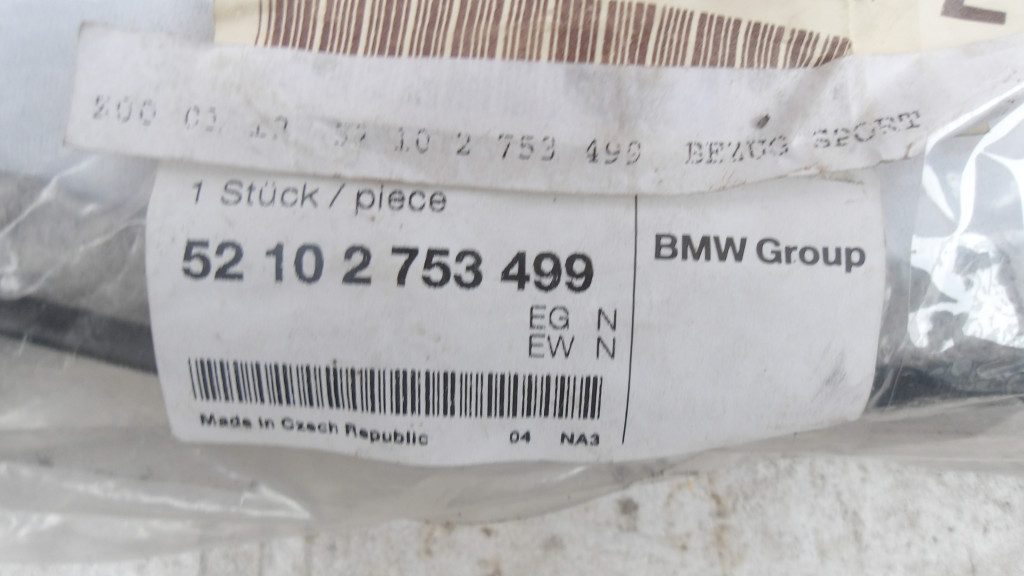 10 2 753 499 BEZUG SPORT
1 Stück / piece
52 10 2 753 499
BMW Group
EG N
EW N
Made in Czech Republic 04 NA3